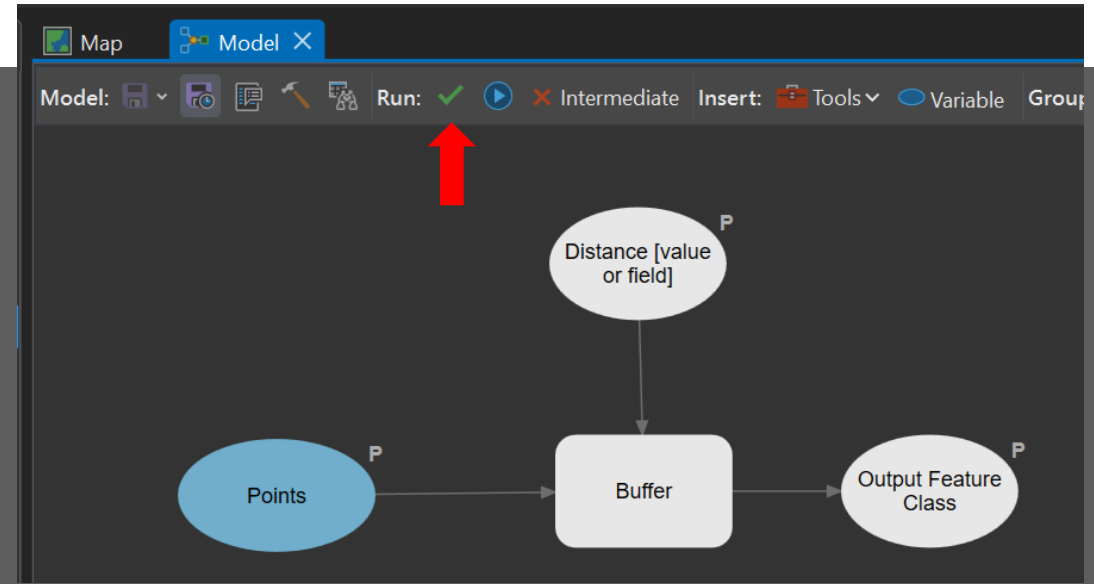 Map Model
Model: Run: Intermediate Insert: Tools Variable Group
P
Distance [value
or field]
P
Points
Buffer
P
Output Feature
Class